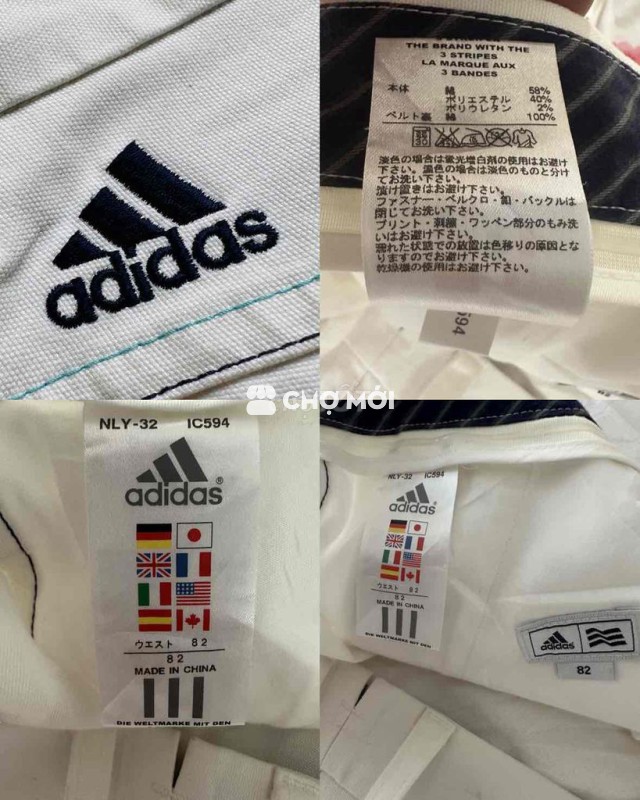 adidas
THE BRAND WITH THE
3 STRIPES
LA MARQUE AUX
3 BANDES
本体 綿 58%
ポリエステル 40%
ポリウレタン 2%
ベルト裏 綿 100%
淡色の場合は蛍光増白剤の使用はお避け
下さい。濃色の場合は淡色のものと分け
てお洗い下さい。
漬け置きはお避け下さい。
ファスナー・ベルクロ・釦・バックルは
閉じてお洗い下さい。
プリント・刺繍・ワッペン部分のもみ洗
いはお避け下さい。
濡れた状態での放置は色移りの原因とな
りますのでお避け下さい。
乾燥機の使用はお避け下さい。
C594
CHỢ MỚI
NLY-32 IC594
adidas®
ウエスト 82
82
MADE IN CHINA
DIE WELTMARKE MIT DEN
NLY-32 IC594
adidas
ウエスト 82
82
MADE IN CHINA
DIE WELTMARKE MIT DEN
adidas
82